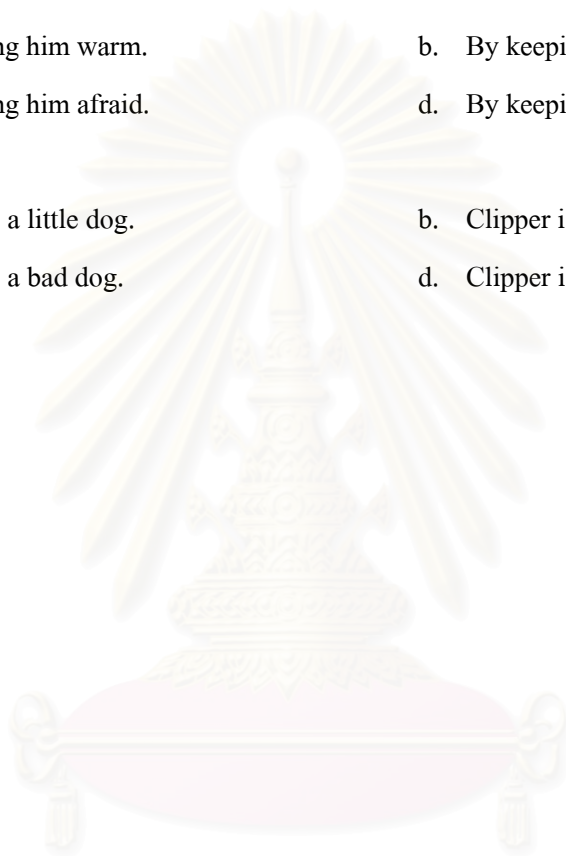 ng him warm. b. By keepi
ng him afraid. d. By keepi
a little dog. b. Clipper i
a bad dog. d. Clipper i